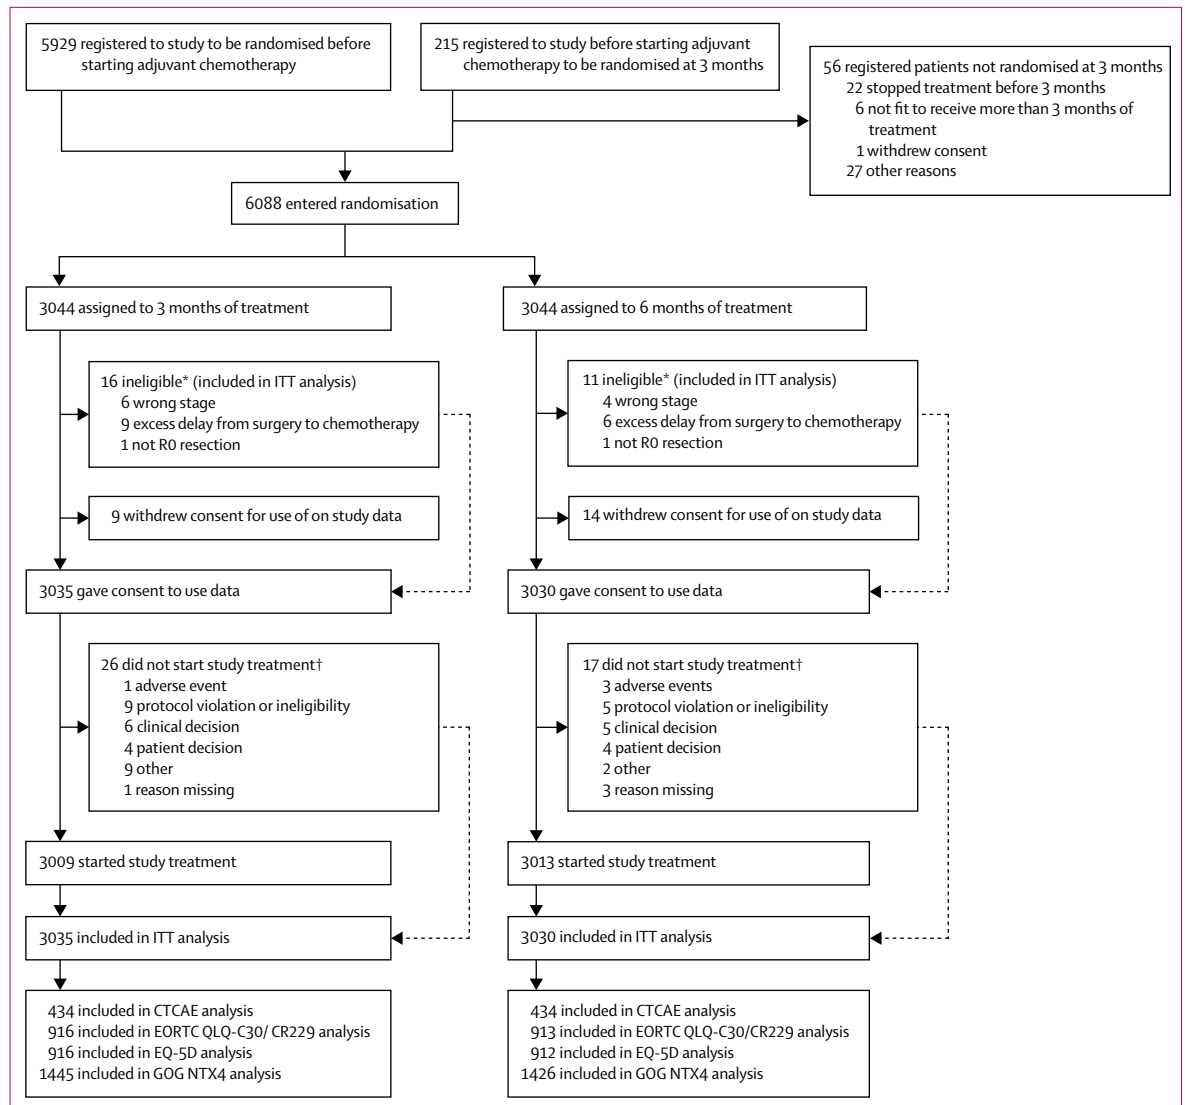 5929 registered to study to be randomised before
starting adjuvant chemotherapy
215 registered to study before starting adjuvant
chemotherapy to be randomised at 3 months
56 registered patients not randomised at 3 months
22 stopped treatment before 3 months
6 not fit to receive more than 3 months of
treatment
1 withdrew consent
27 other reasons
6088 entered randomisation
3044 assigned to 3 months of treatment
3044 assigned to 6 months of treatment
16 ineligible* (included in ITT analysis)
6 wrong stage
9 excess delay from surgery to chemotherapy
1 not R0 resection
11 ineligible* (included in ITT analysis)
4 wrong stage
6 excess delay from surgery to chemotherapy
1 not R0 resection
9 withdrew consent for use of on study data
14 withdrew consent for use of on study data
3035 gave consent to use data
3030 gave consent to use data
26 did not start study treatment†
1 adverse event
9 protocol violation or ineligibility
6 clinical decision
4 patient decision
9 other
1 reason missing
17 did not start study treatment†
3 adverse events
5 protocol violation or ineligibility
5 clinical decision
4 patient decision
2 other
3 reason missing
3009 started study treatment
3013 started study treatment
3035 included in ITT analysis
3030 included in ITT analysis
434 included in CTCAE analysis
916 included in EORTC QLQ-C30/ CR229 analysis
916 included in EQ-5D analysis
1445 included in GOG NTX4 analysis
434 included in CTCAE analysis
913 included in EORTC QLQ-C30/CR229 analysis
912 included in EQ-5D analysis
1426 included in GOG NTX4 analysis